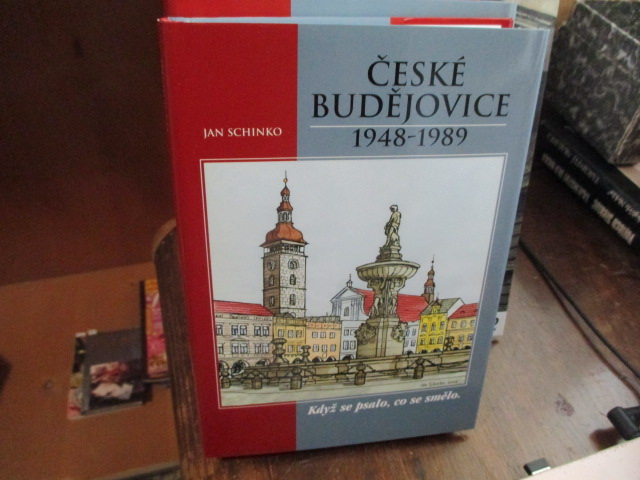 ČESKÉ
BUDĚJOVICE
JAN SCHINKO
1948-1989
Když se psalo, co se smělo.